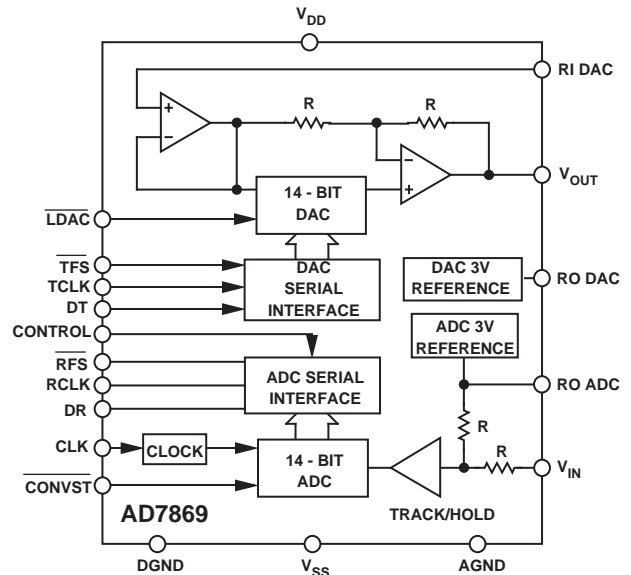 VDD
RI DAC
R
R
+
−
−
+
VOUT
14 - BIT
DAC
LDAC
TFS
TCLK
DT
DAC
SERIAL
INTERFACE
DAC 3V
REFERENCE
RO DAC
CONTROL
RFS
RCLK
DR
ADC SERIAL
INTERFACE
ADC 3V
REFERENCE
RO ADC
R
R
CLK
CLOCK
14 - BIT
ADC
VIN
CONVST
AD7869
TRACK/HOLD
DGND
VSS
AGND